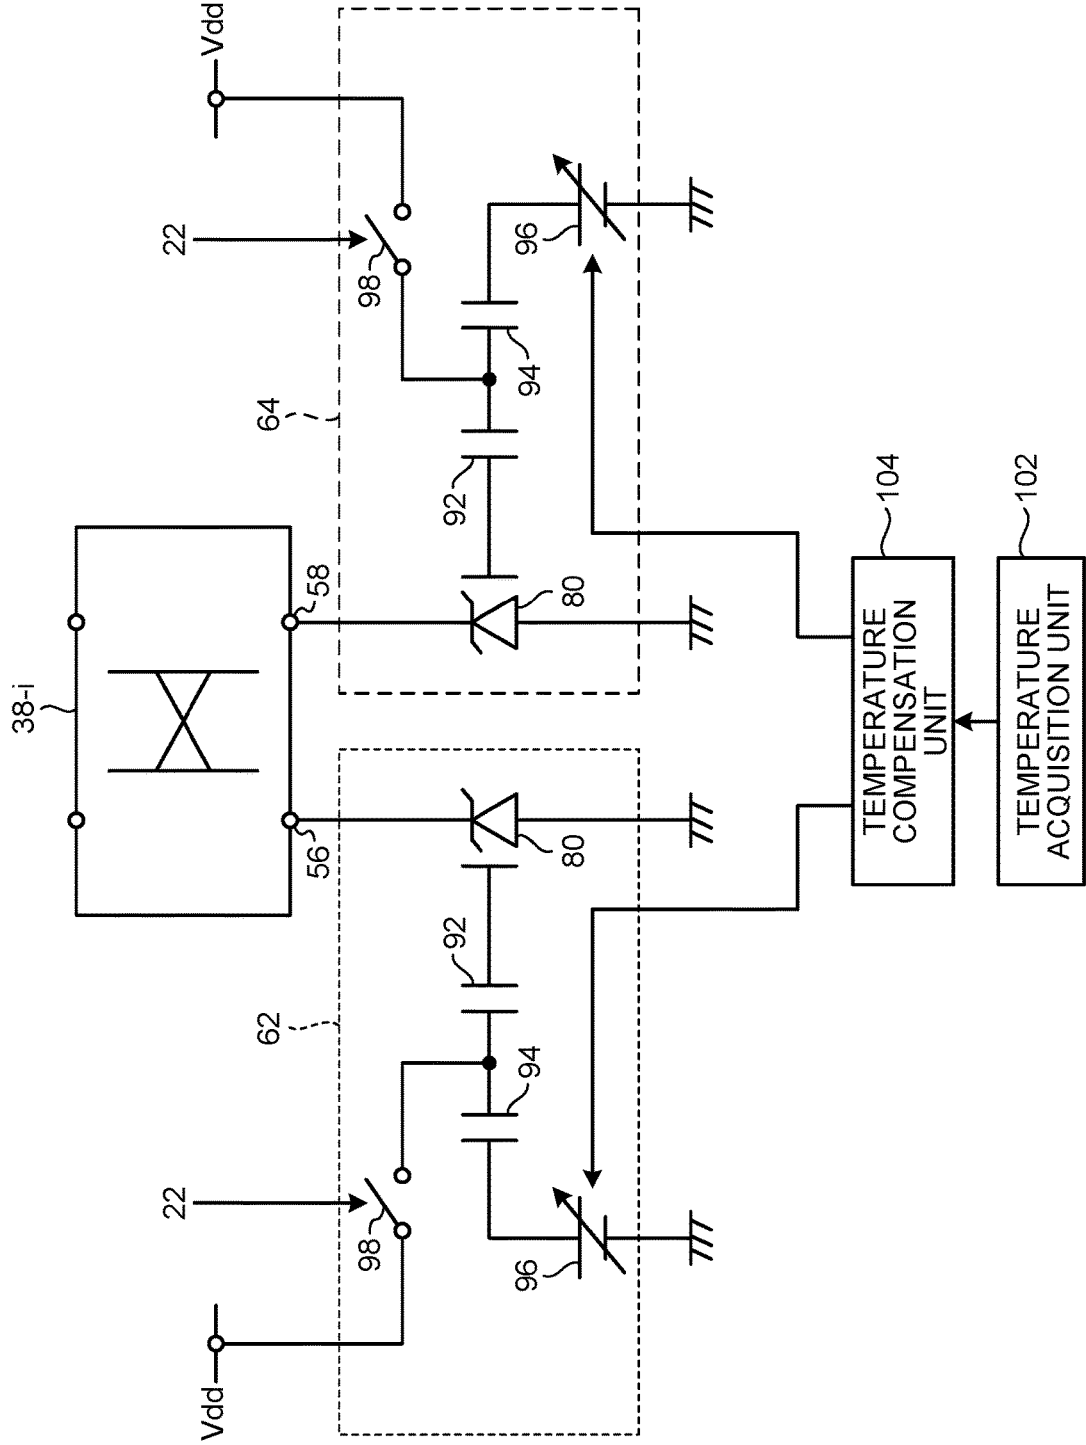 38-i
56
58
Vdd
22
98
62
94
92
80
96
Vdd
22
98
64
92
94
80
96
TEMPERATURE
COMPENSATION
UNIT
104
TEMPERATURE
ACQUISITION UNIT
102